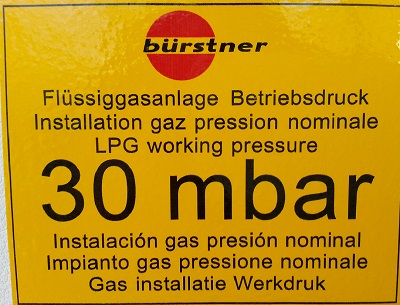 bürstner
Flüssiggasanlage Betriebsdruck
Installation gaz pression nominale
LPG working pressure
30 mbar
Instalación gas presión nominal
Impianto gas pressione nominale
Gas installatie Werkdruk